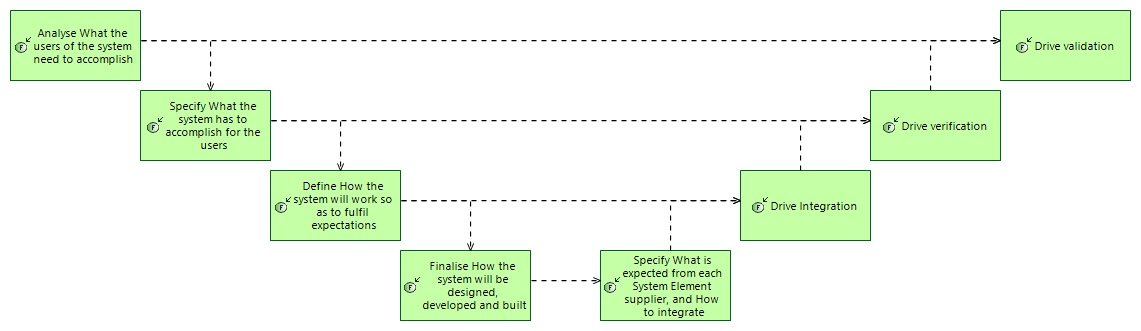 Analyse What the
users of the system
need to accomplish
F
Drive validation
F
Specify What the
system has to
accomplish for the
users
F
Drive verification
F
Define How the
system will work so
as to fulfil
expectations
F
Drive Integration
F
Finalise How the
system will be
designed,
developed and built
F
Specify What is
expected from each
System Element
supplier, and How
to integrate
F